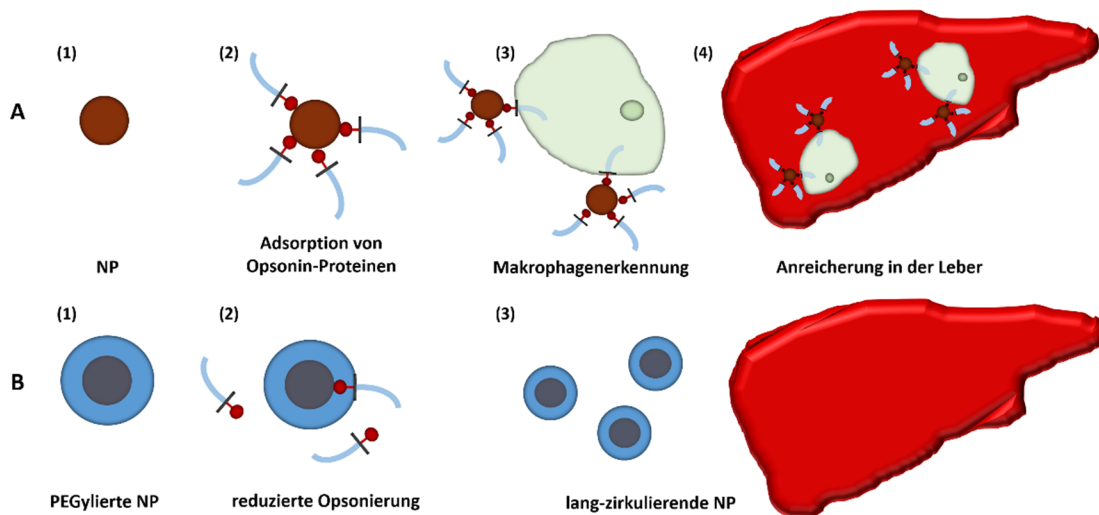 A
(1)
(2)
(3)
(4)
NP
Adsorption von
Opsonin-Proteinen
Makrophagenerkennung
Anreicherung in der Leber
B
(1)
(2)
(3)
PEGylierte NP
reduzierte Opsonierung
lang-zirkulierende NP